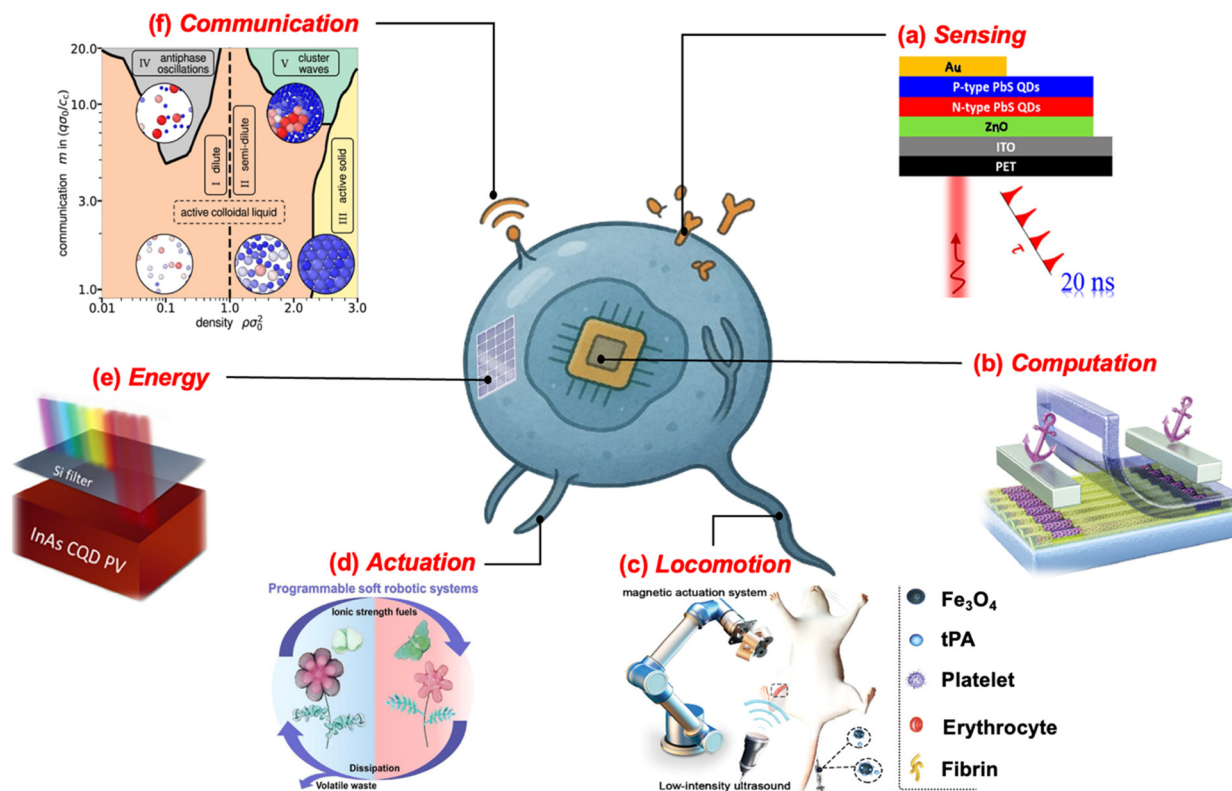 (f) Communication
20.0
10.0
3.0
1.0
communication m in (qσ₀/c_c)
IV antiphase oscillations
V cluster waves
I dilute
II semi-dilute
III active solid
active colloidal liquid
0.01
0.1
1.0
2.0
3.0
density ρσ₀²
(a) Sensing
Au
P-type PbS QDs
N-type PbS QDs
ZnO
ITO
PET
τ
20 ns
(e) Energy
Si filter
InAs CQD PV
(b) Computation
(d) Actuation
Programmable soft robotic systems
Ionic strength fuels
Dissipation
Volatile waste
(c) Locomotion
magnetic actuation system
Low-intensity ultrasound
Fe₃O₄
tPA
Platelet
Erythrocyte
Fibrin